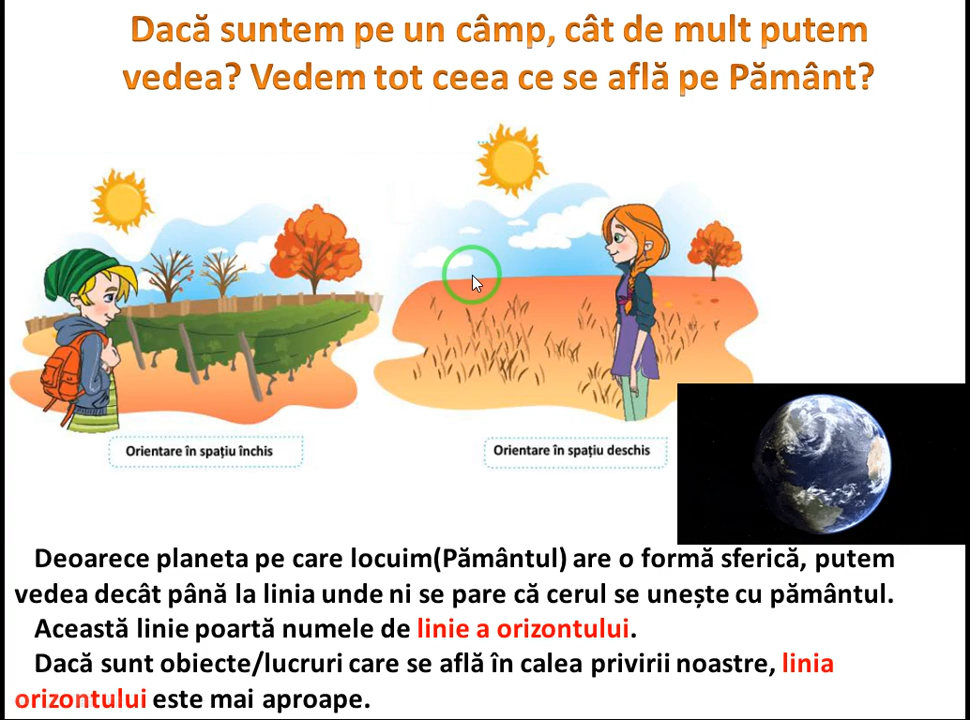 Dacă suntem pe un câmp, cât de mult putem
vedea? Vedem tot ceea ce se află pe Pământ?
Orientare în spațiu închis
Orientare în spațiu deschis
Deoarece planeta pe care locuim(Pământul) are o formă sferică, putem
vedea decât până la linia unde ni se pare că cerul se unește cu pământul.
Această linie poartă numele de linie a orizontului.
Dacă sunt obiecte/lucruri care se află în calea privirii noastre, linia
orizontului este mai aproape.